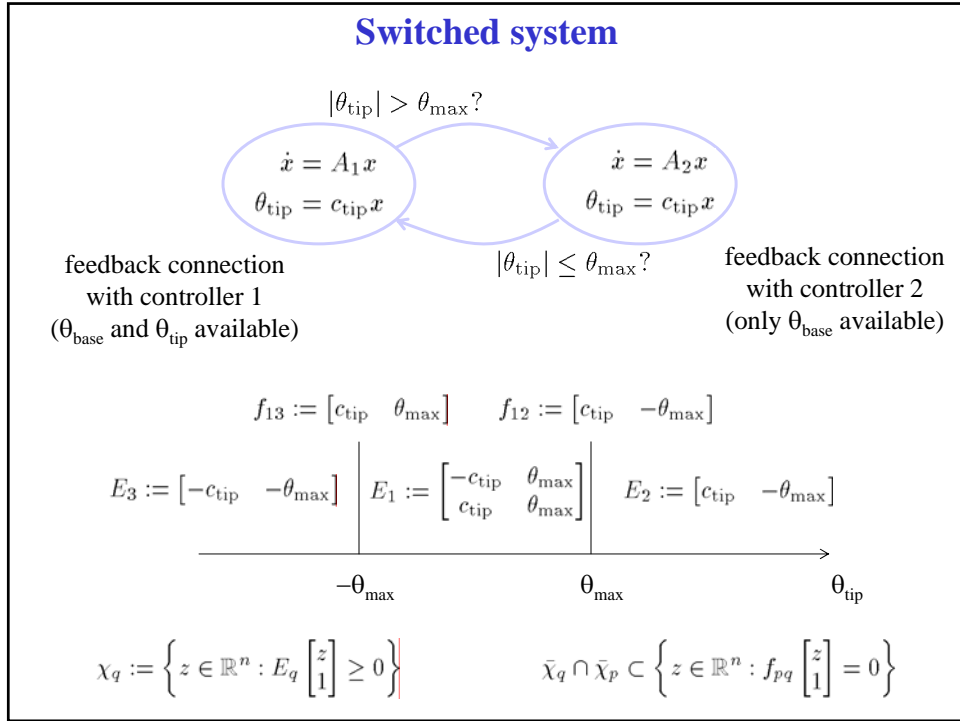 Switched system
|θ_tip| > θ_max?
ẋ = A_1 x
θ_tip = c_tip x
ẋ = A_2 x
θ_tip = c_tip x
|θ_tip| ≤ θ_max?
feedback connection
with controller 1
(θ_base and θ_tip available)
feedback connection
with controller 2
(only θ_base available)
f_13 := [c_tip θ_max] f_12 := [c_tip −θ_max]
E_3 := [−c_tip −θ_max] E_1 := [−c_tip θ_max; c_tip θ_max] E_2 := [c_tip −θ_max]
−θ_max θ_max θ_tip
χ_q := {z ∈ ℝ^n : E_q [z; 1] ≥ 0} χ̄_q ∩ χ̄_p ⊂ {z ∈ ℝ^n : f_pq [z; 1] = 0}